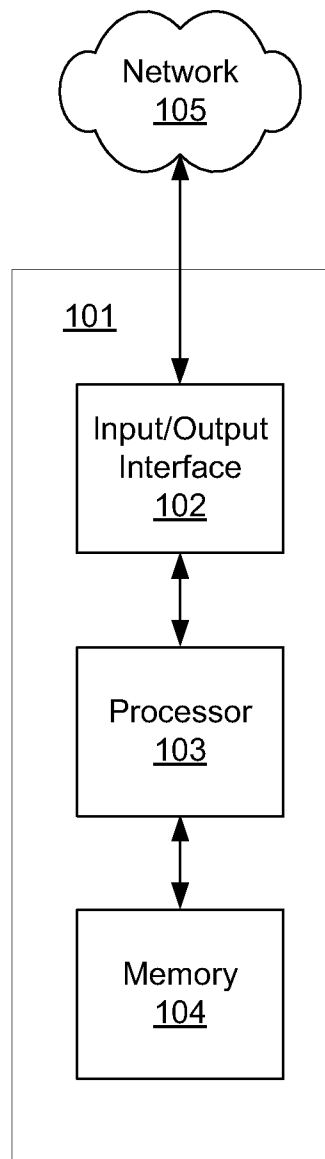 Network
105
101
Input/Output
Interface
102
Processor
103
Memory
104